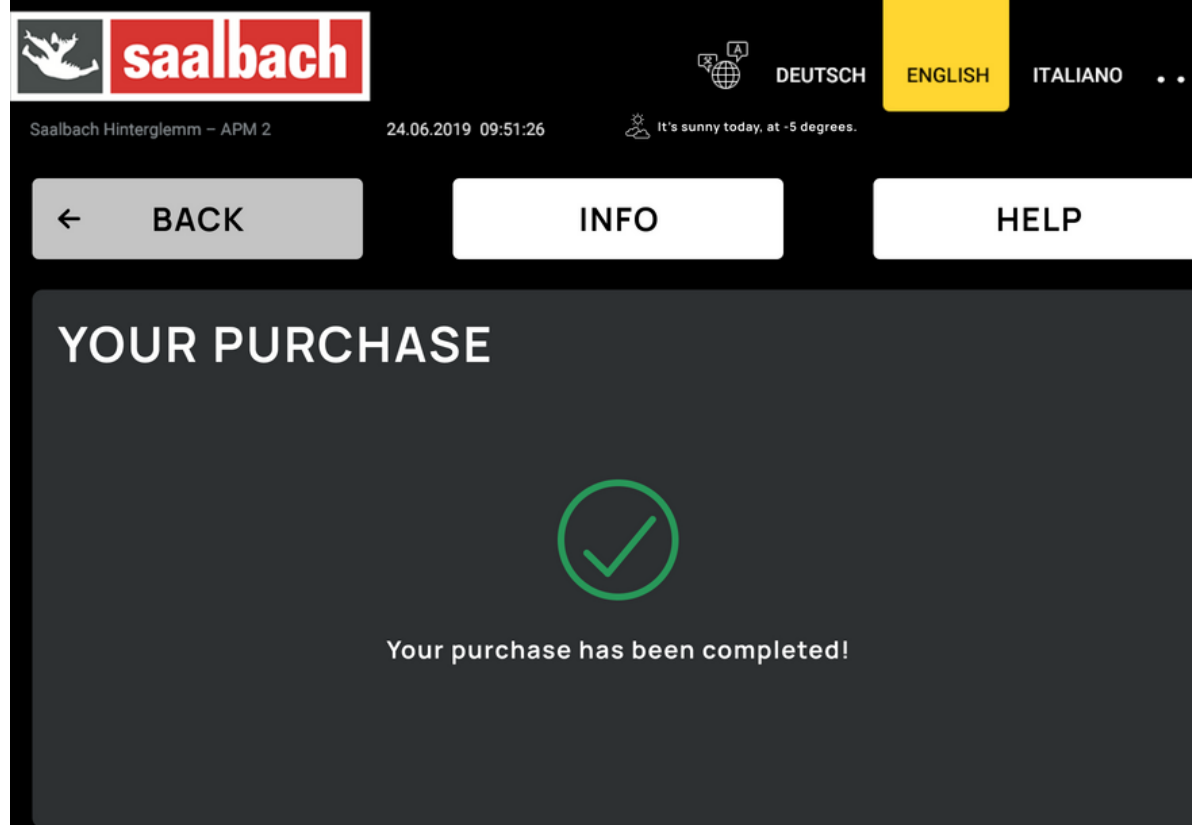 saalbach
A
DEUTSCH ENGLISH ITALIANO ..
Saalbach Hinterglemm – APM 2 24.06.2019 09:51:26 It's sunny today, at -5 degrees.
← BACK INFO HELP
YOUR PURCHASE
Your purchase has been completed!